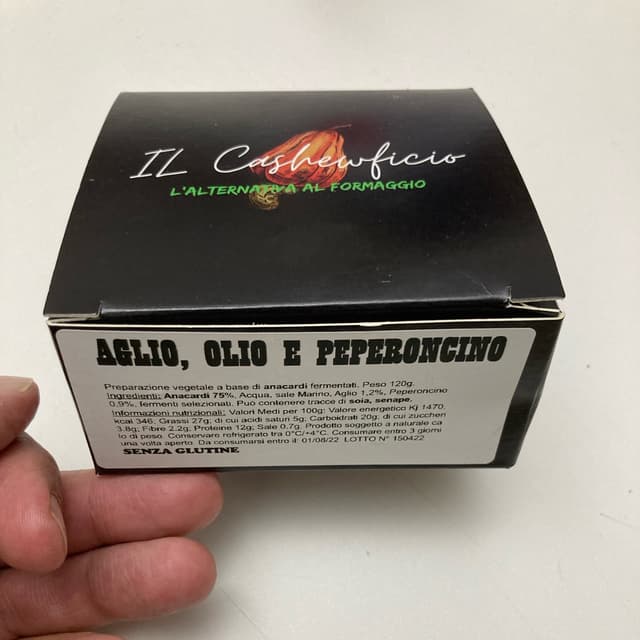 IL Cashewficio
L'ALTERNATIVA AL FORMAGGIO
AGLIO, OLIO E PEPERONCINO
Preparazione vegetale a base di anacardi fermentati. Peso 120g.
Ingredienti: Anacardi 75%, Acqua, sale Marino, Aglio 1,2%, Peperoncino
0,9%, fermenti selezionati. Può contenere tracce di soia, senape.
Informazioni nutrizionali: Valori Medi per 100g: Valore energetico Kj 1470,
kcal 346, Grassi 27g; di cui acidi saturi 5g; Carboidrati 20g, di cui zuccheri
3.8g; Fibre 2.2g; Proteine 12g; Sale 0.7g. Prodotto soggetto a naturale ca
lo di peso. Conservare refrigerato tra 0°C/+4°C. Consumare entro 3 giorni
una volta aperto. Da consumarsi entro il: 01/08/22 LOTTO N° 150422
SENZA GLUTINE